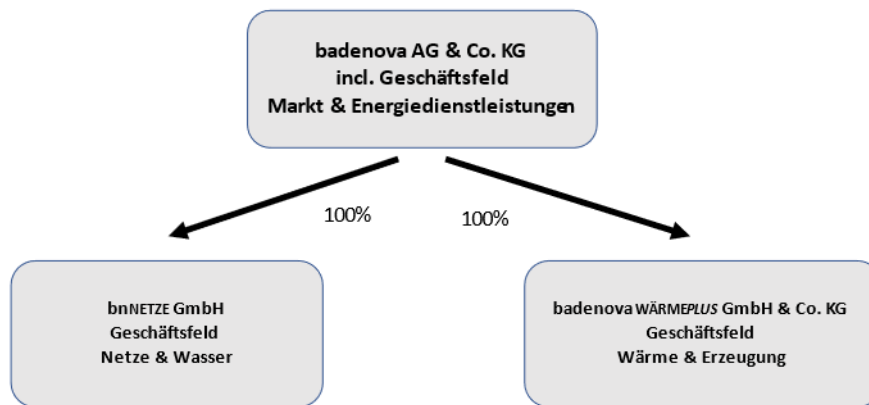 badenova AG & Co. KG
incl. Geschäftsfeld
Markt & Energiedienstleistungen
100%
100%
bnNETZE GmbH
Geschäftsfeld
Netze & Wasser
badenova WÄRMEPLUS GmbH & Co. KG
Geschäftsfeld
Wärme & Erzeugung